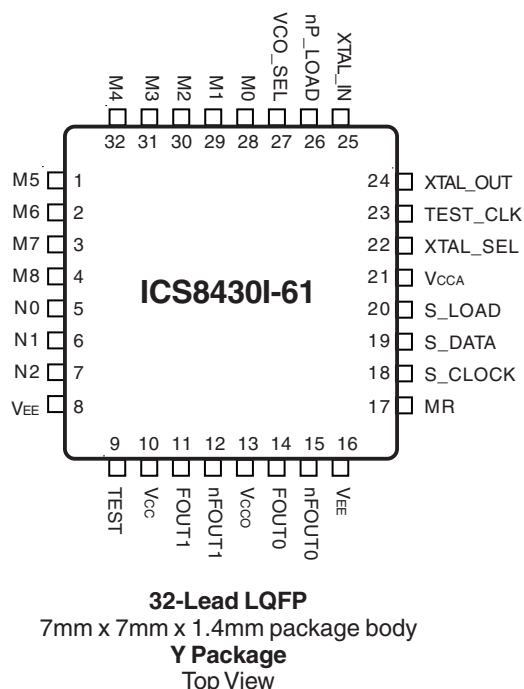 M4 M3 M2 M1 M0 VCO_SEL nP_LOAD XTAL_IN
32 31 30 29 28 27 26 25
M5 1
M6 2
M7 3
M8 4
N0 5
N1 6
N2 7
VEE 8
24 XTAL_OUT
23 TEST_CLK
22 XTAL_SEL
21 VCCA
20 S_LOAD
19 S_DATA
18 S_CLOCK
17 MR
ICS8430I-61
9 10 11 12 13 14 15 16
TEST VCC FOUT1 nFOUT1 VCCO FOUT0 nFOUT0 VEE
32-Lead LQFP
7mm x 7mm x 1.4mm package body
Y Package
Top View